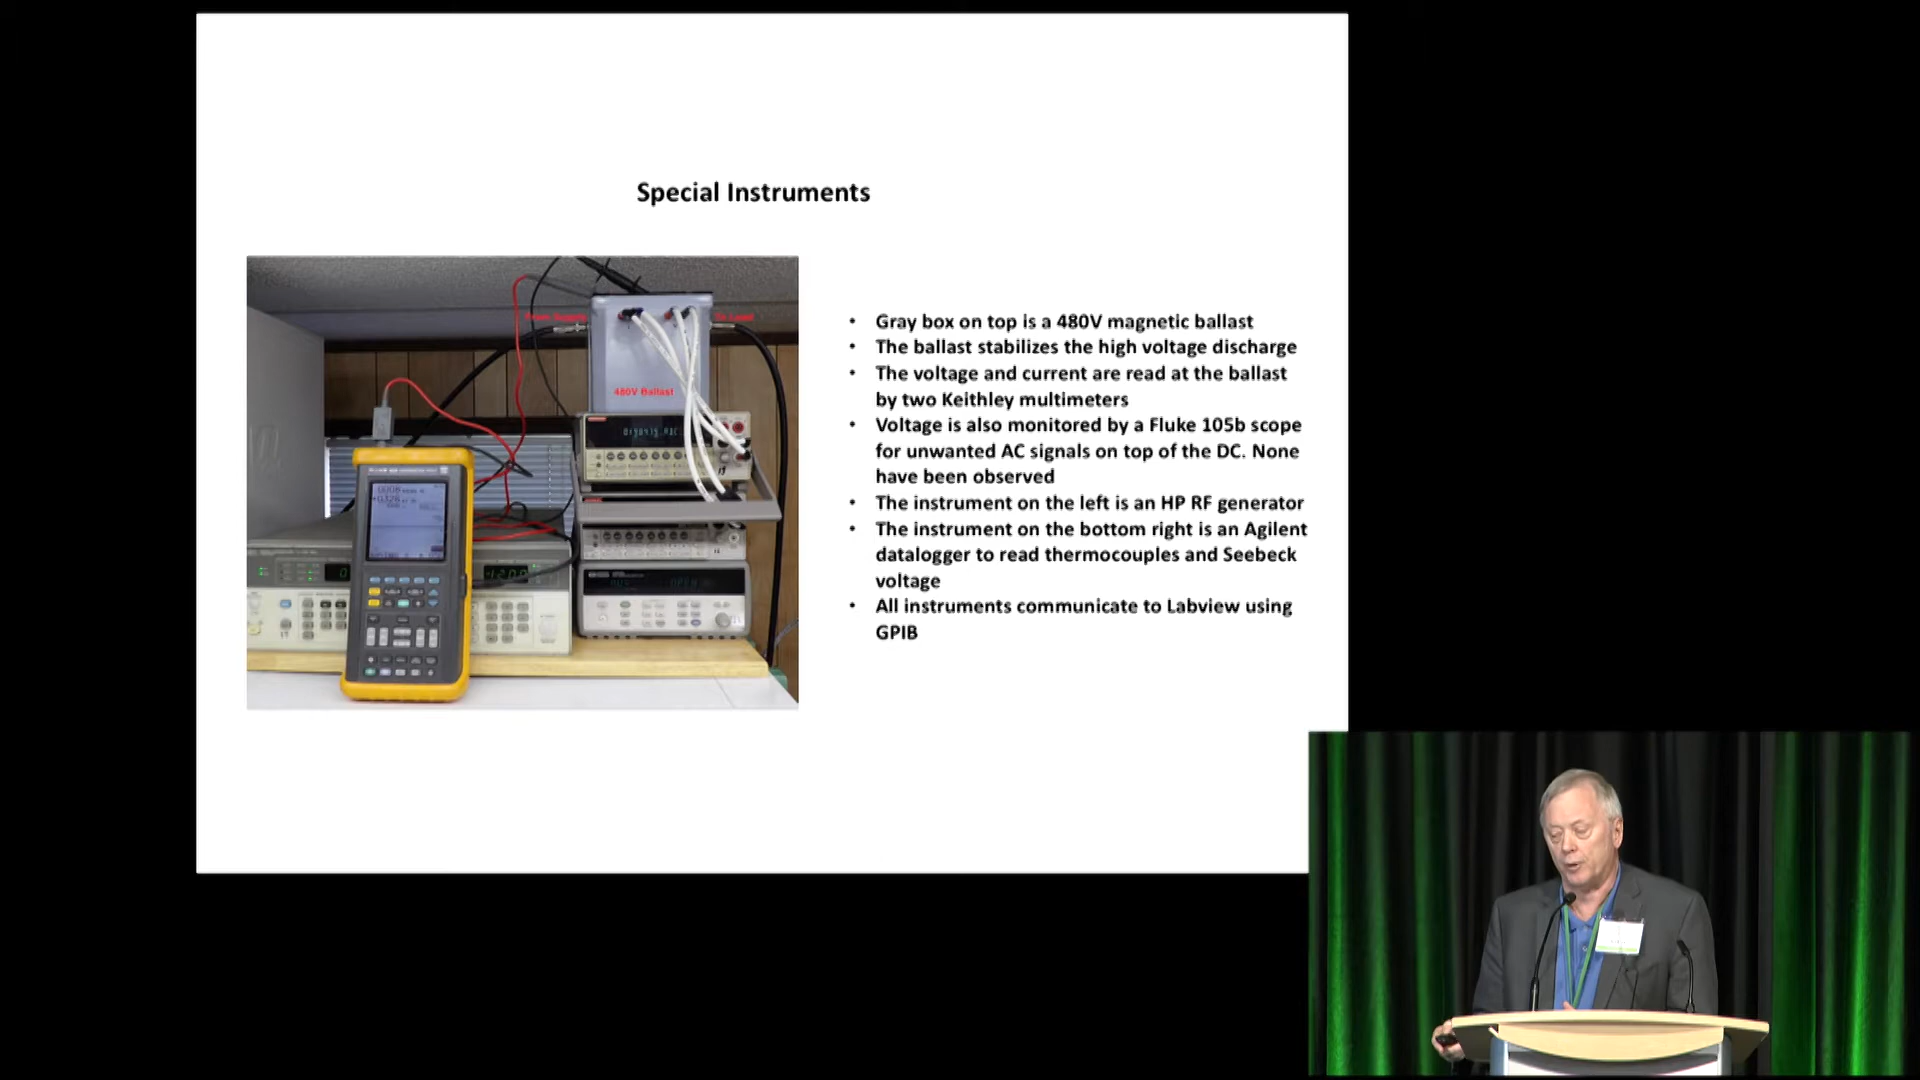 Special Instruments
Power Supply
To Load
480V Ballast
• Gray box on top is a 480V magnetic ballast
• The ballast stabilizes the high voltage discharge
• The voltage and current are read at the ballast
by two Keithley multimeters
• Voltage is also monitored by a Fluke 105b scope
for unwanted AC signals on top of the DC. None
have been observed
• The instrument on the left is an HP RF generator
• The instrument on the bottom right is an Agilent
datalogger to read thermocouples and Seebeck
voltage
• All instruments communicate to Labview using
GPIB